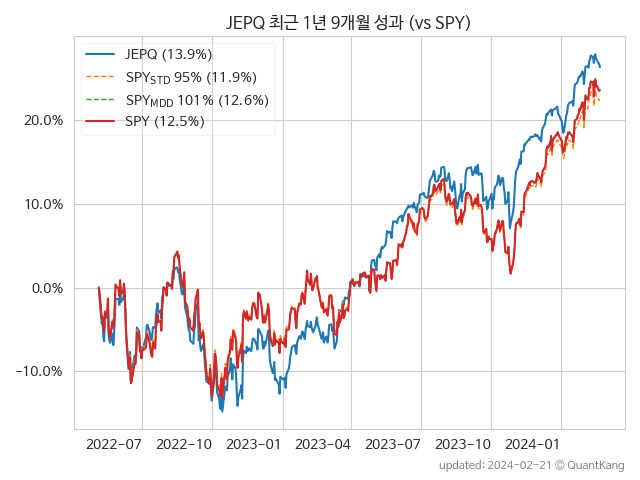 JEPQ 최근 1년 9개월 성과 (vs SPY)
JEPQ (13.9%)
SPY_STD 95% (11.9%)
SPY_MDD 101% (12.6%)
SPY (12.5%)
20.0%
10.0%
0.0%
−10.0%
2022-07 2022-10 2023-01 2023-04 2023-07 2023-10 2024-01
updated: 2024-02-21 © QuantKang